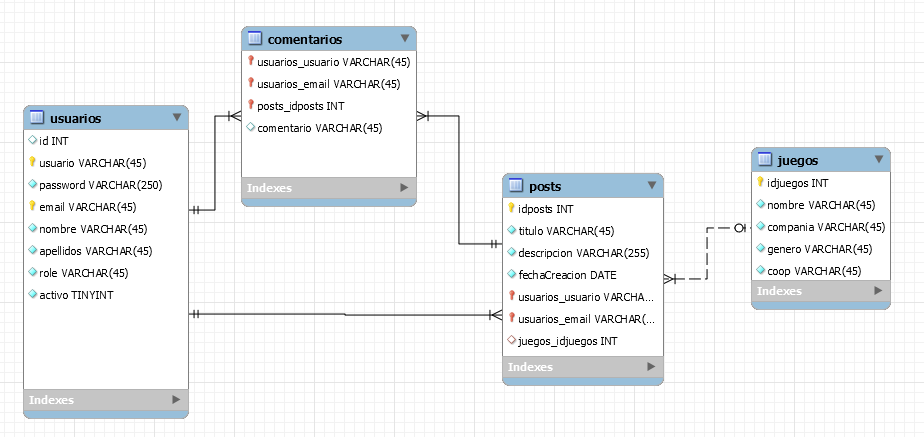 comentarios
usuarios_usuario VARCHAR(45)
usuarios_email VARCHAR(45)
posts_idposts INT
comentario VARCHAR(45)
Indexes
usuarios
id INT
usuario VARCHAR(45)
password VARCHAR(250)
email VARCHAR(45)
nombre VARCHAR(45)
apellidos VARCHAR(45)
role VARCHAR(45)
activo TINYINT
Indexes
posts
idposts INT
titulo VARCHAR(45)
descripcion VARCHAR(255)
fechaCreacion DATE
usuarios_usuario VARCHA...
usuarios_email VARCHAR(...
juegos_idjuegos INT
Indexes
juegos
idjuegos INT
nombre VARCHAR(45)
compania VARCHAR(45)
genero VARCHAR(45)
coop VARCHAR(45)
Indexes